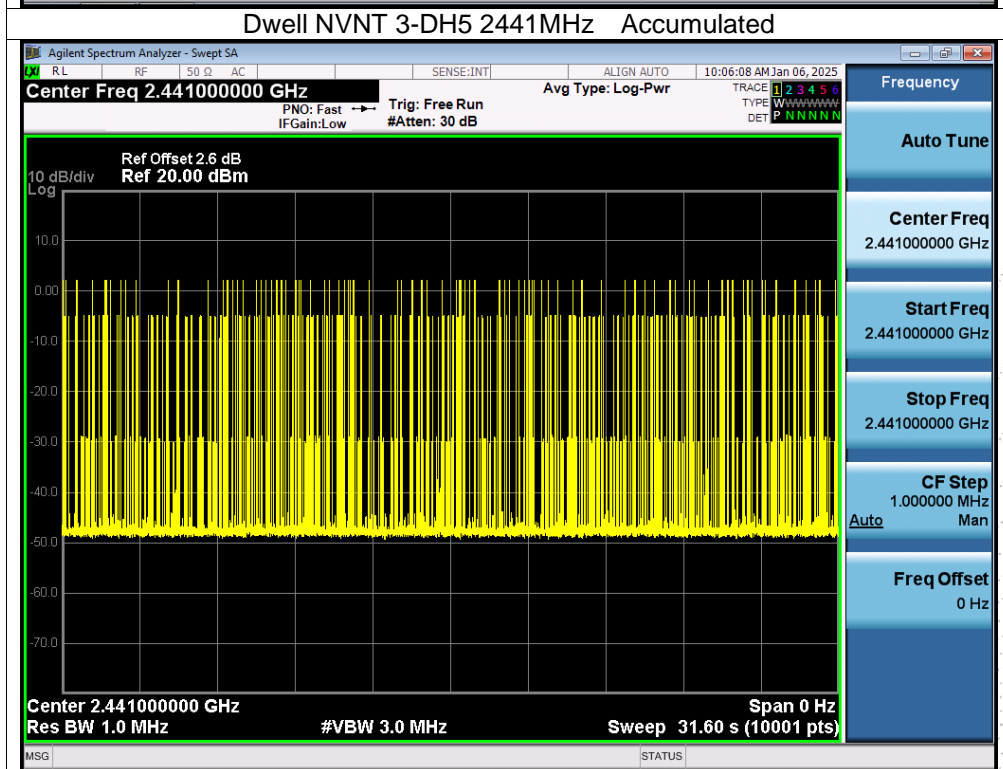 Dwell NVNT 3-DH5 2441MHz Accumulated
Agilent Spectrum Analyzer - Swept SA
LXI RL RF 50 Ω AC SENSE:INT ALIGN AUTO 10:06:08 AM Jan 06, 2025
Center Freq 2.441000000 GHz Avg Type: Log-Pwr TRACE 1 2 3 4 5 6
PNO: Fast Trig: Free Run TYPE WWWWWWW
IFGain:Low #Atten: 30 dB DET P N N N N N
Frequency
Auto Tune
Center Freq
2.441000000 GHz
Start Freq
2.441000000 GHz
Stop Freq
2.441000000 GHz
CF Step
1.000000 MHz
Auto Man
Freq Offset
0 Hz
Ref Offset 2.6 dB
10 dB/div Ref 20.00 dBm
Log
10.0
0.00
-10.0
-20.0
-30.0
-40.0
-50.0
-60.0
-70.0
Center 2.441000000 GHz Span 0 Hz
Res BW 1.0 MHz #VBW 3.0 MHz Sweep 31.60 s (10001 pts)
MSG STATUS